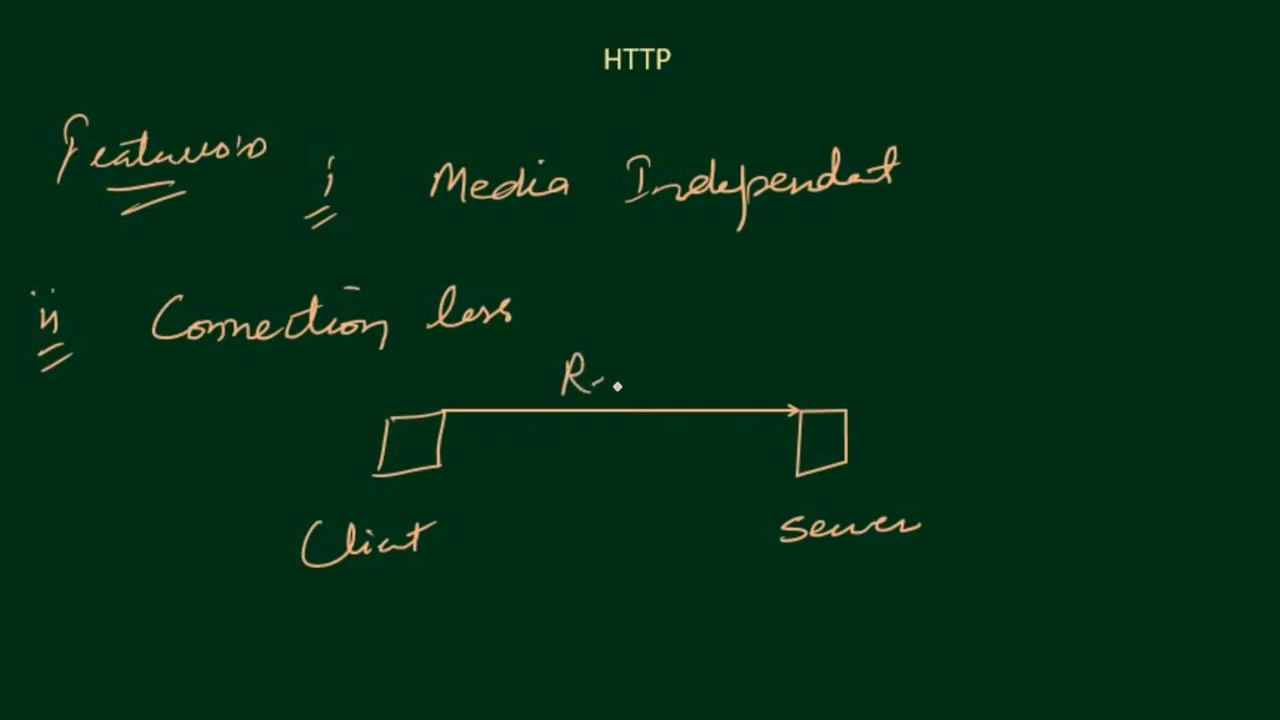 HTTP
Features
i Media Independent
ii Connection less
R
Client
Server